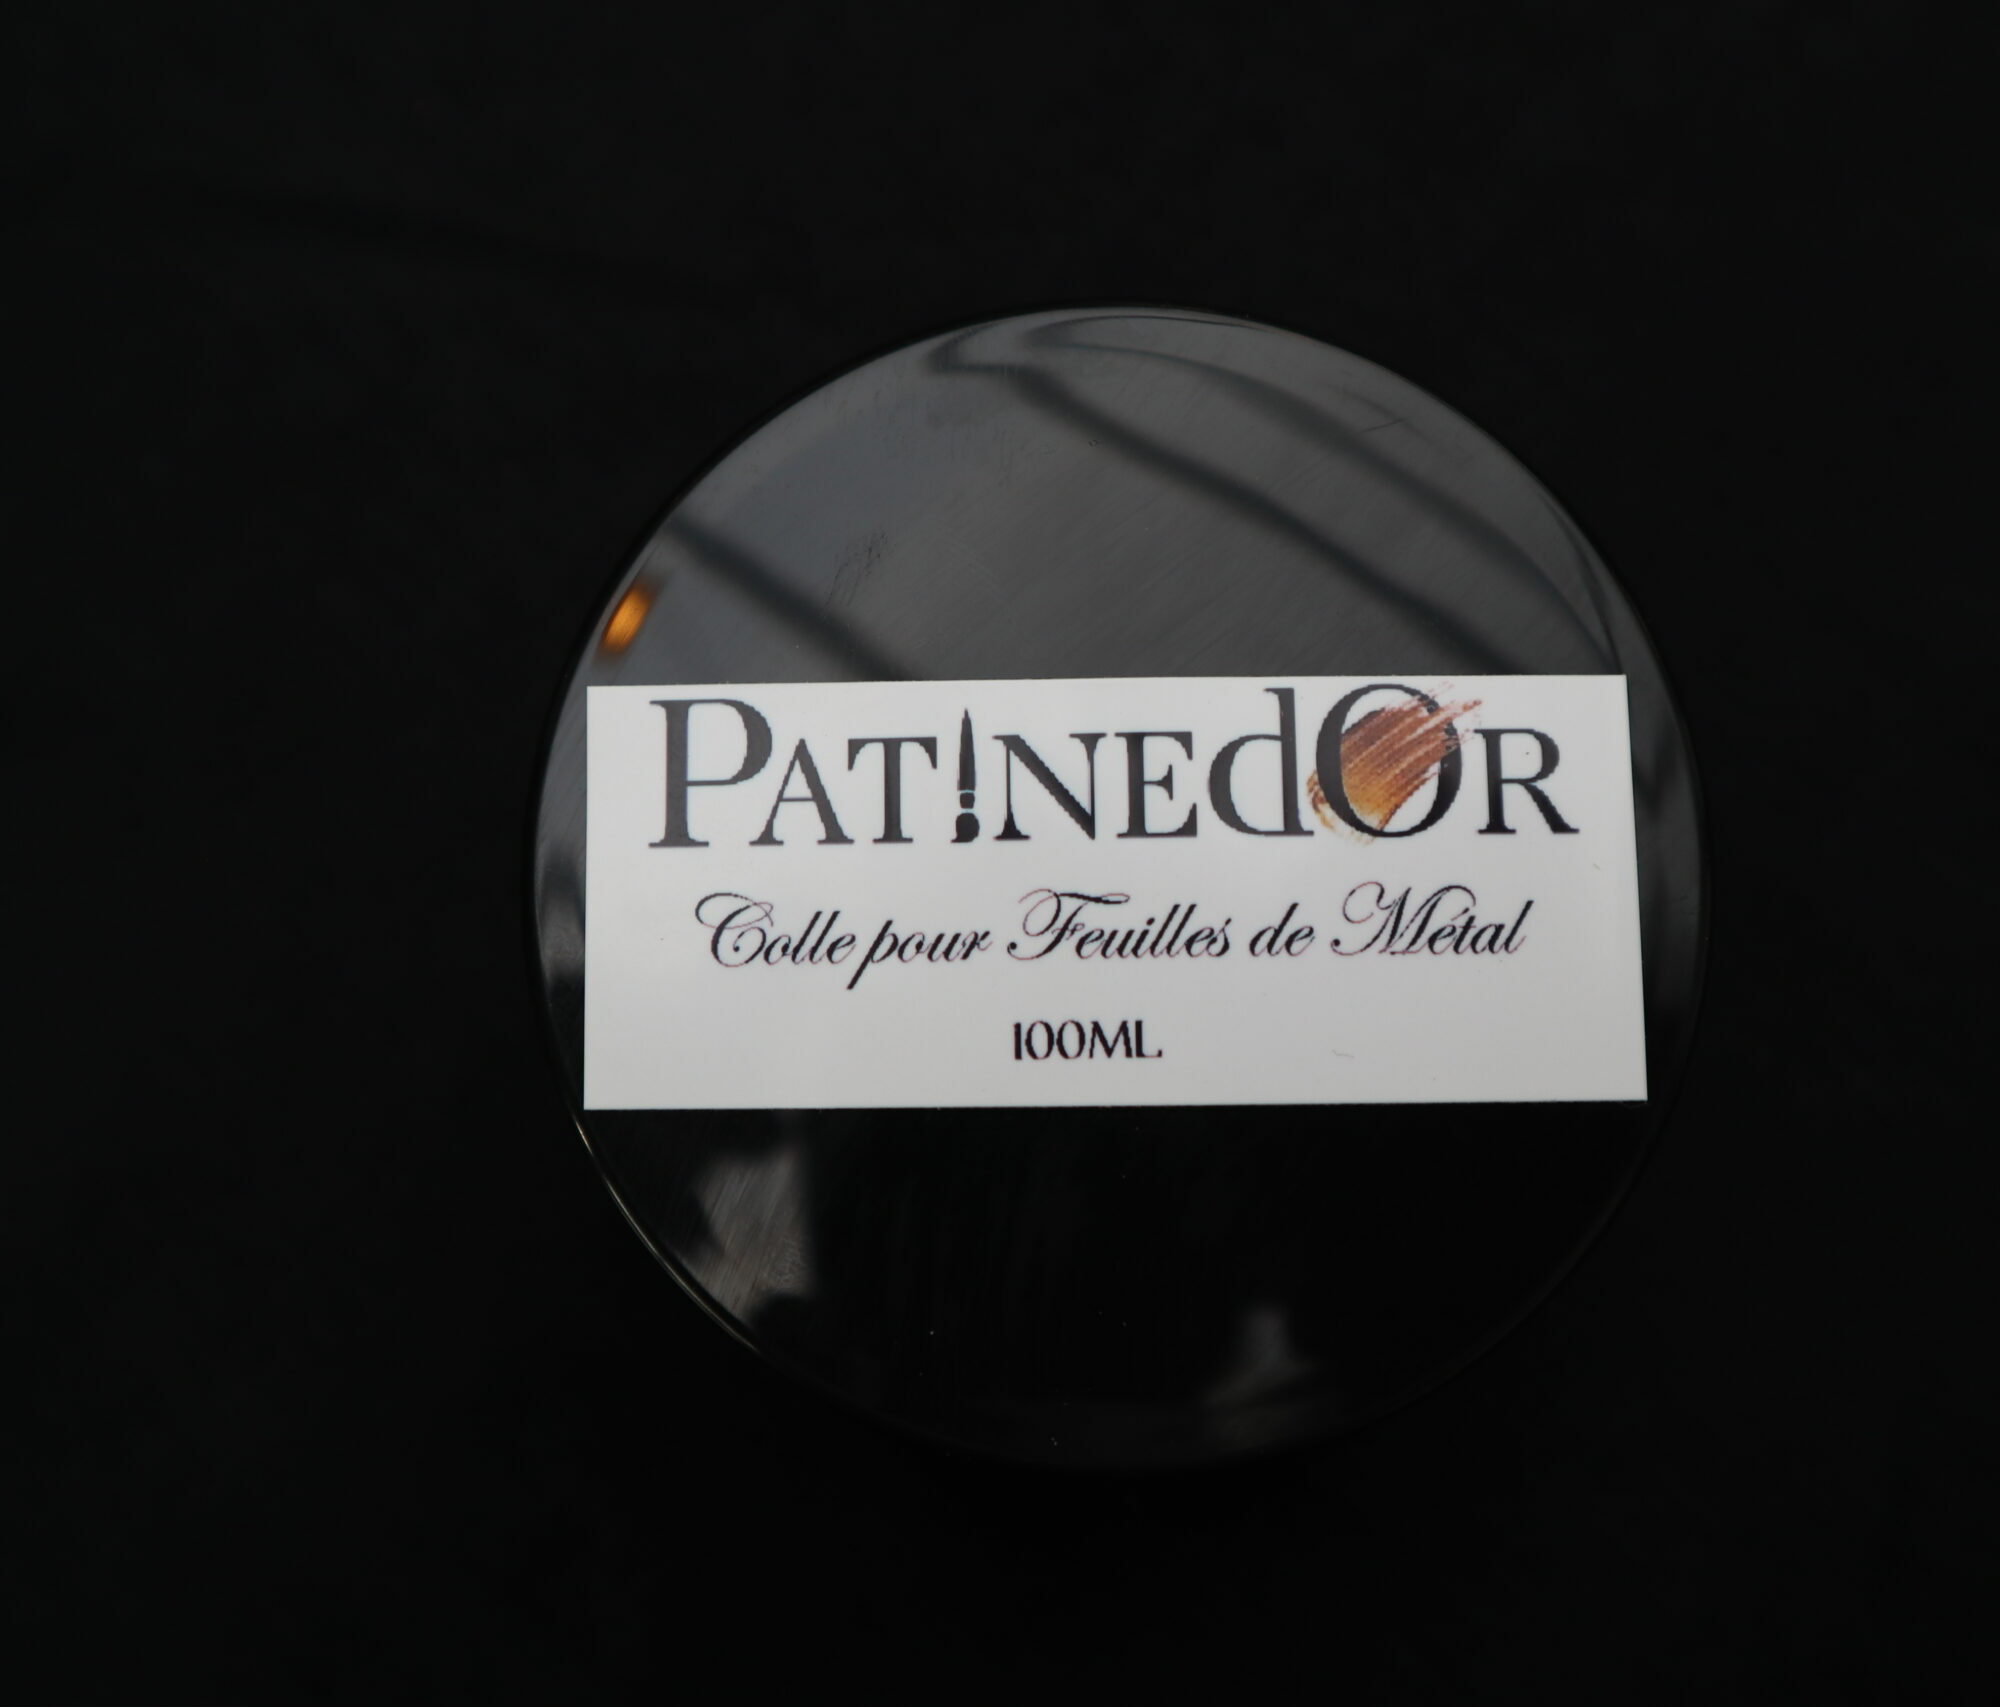 PATINEdOR
Colle pour Feuilles de Métal
100ML